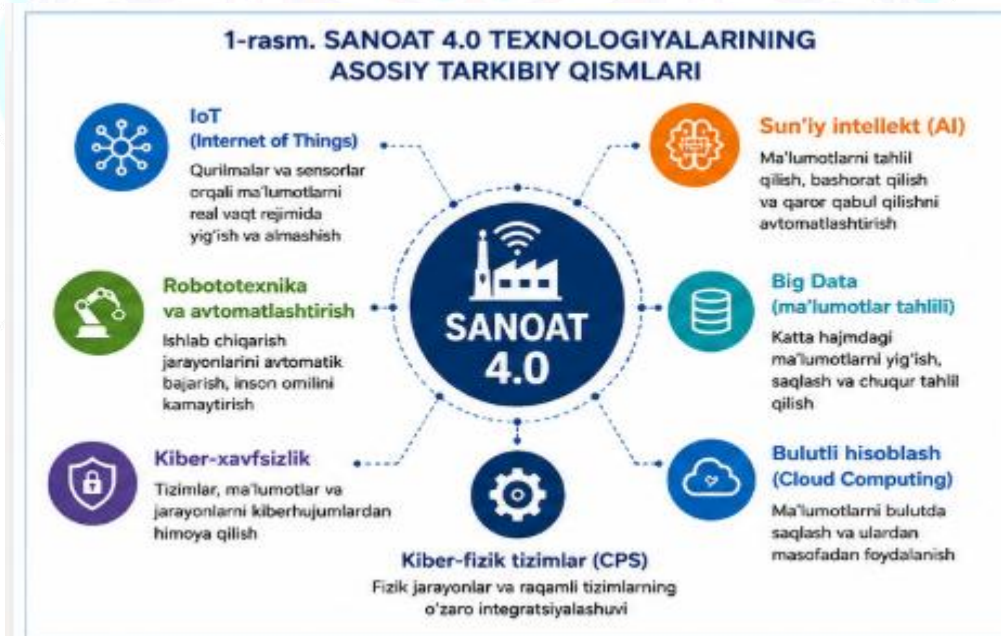 1-rasm. SANOAT 4.0 TEXNOLOGIYALARINING
ASOSIY TARKIBIY QISMLARI
IoT
(Internet of Things)
Qurilmalar va sensorlar
orqali ma'lumotlarni
real vaqt rejimida
yig'ish va almashish
Sun'iy intellekt (AI)
Ma'lumotlarni tahlil
qilish, bashorat qilish
va qaror qabul qilishni
avtomatlashtirish
Robototexnika
va avtomatlashtirish
Ishlab chiqarish
jarayonlarini avtomatik
bajarish, inson omilini
kamaytirish
SANOAT
4.0
Big Data
(ma'lumotlar tahlili)
Katta hajmdagi
ma'lumotlarni yig'ish,
saqlash va chuqur tahlil
qilish
Kiber-xavfsizlik
Tizimlar, ma'lumotlar va
jarayonlarni kiberhujumlardan
himoya qilish
Bulutli hisoblash
(Cloud Computing)
Ma'lumotlarni bulutda
saqlash va ulardan
masofadan foydalanish
Kiber-fizik tizimlar (CPS)
Fizik jarayonlar va raqamli tizimlarning
o'zaro integratsiyalashuvi